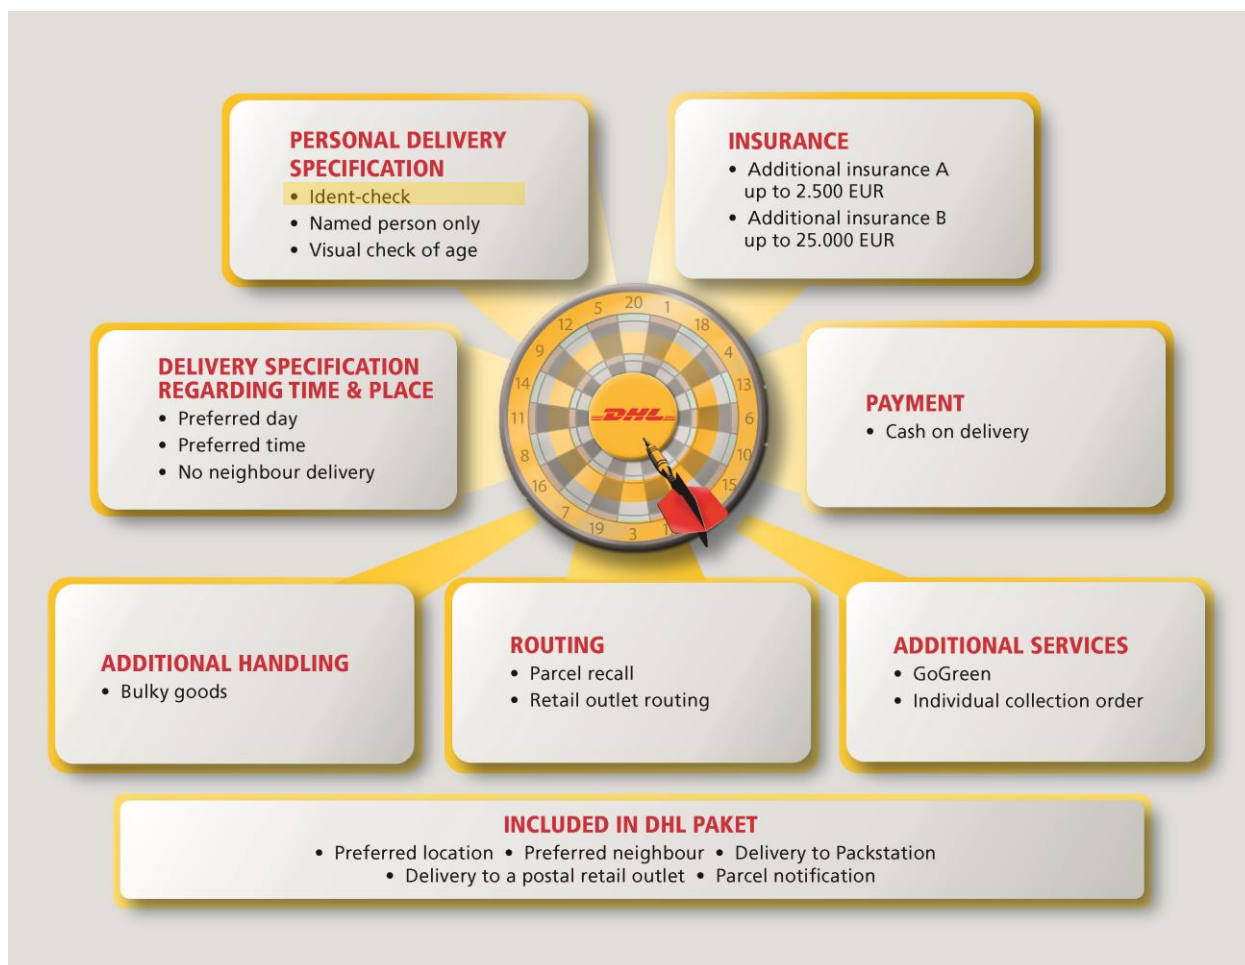 PERSONAL DELIVERY
SPECIFICATION
• Ident-check
• Named person only
• Visual check of age
INSURANCE
• Additional insurance A
up to 2.500 EUR
• Additional insurance B
up to 25.000 EUR
DELIVERY SPECIFICATION
REGARDING TIME & PLACE
• Preferred day
• Preferred time
• No neighbour delivery
5 20 1
12 18
9 4
14 13
11 DHL 6
8 10
16 15
7
19 3
PAYMENT
• Cash on delivery
ADDITIONAL HANDLING
• Bulky goods
ROUTING
• Parcel recall
• Retail outlet routing
ADDITIONAL SERVICES
• GoGreen
• Individual collection order
INCLUDED IN DHL PAKET
• Preferred location • Preferred neighbour • Delivery to Packstation
• Delivery to a postal retail outlet • Parcel notification